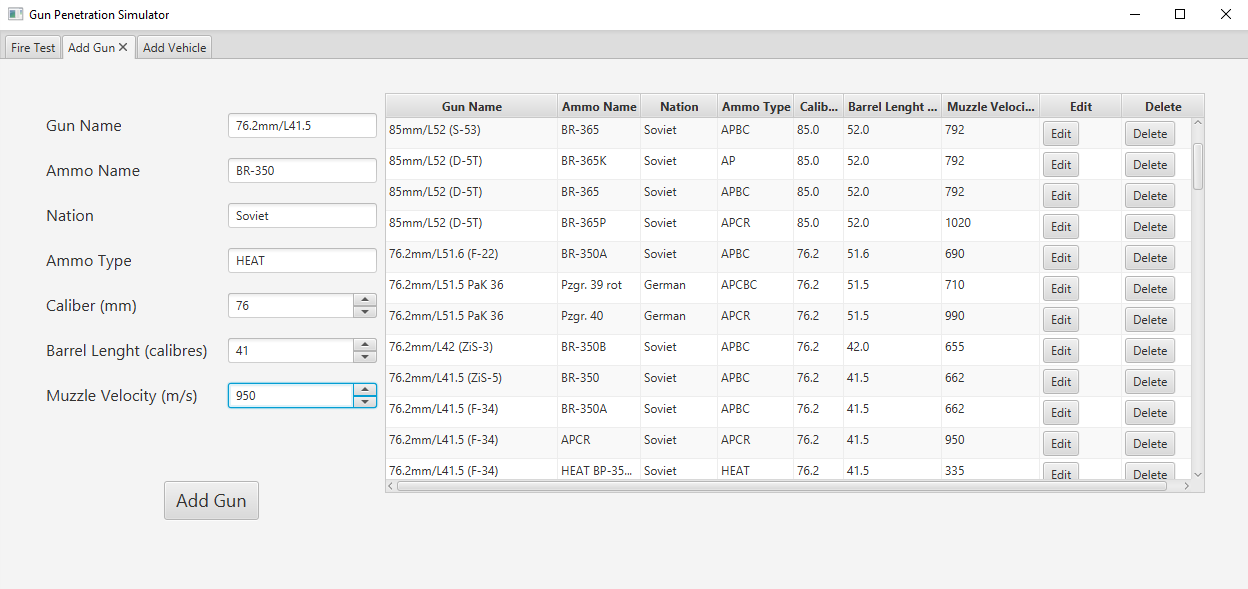 Gun Penetration Simulator
Fire Test Add Gun Add Vehicle
Gun Name 76.2mm/L41.5
Ammo Name BR-350
Nation Soviet
Ammo Type HEAT
Caliber (mm) 76
Barrel Lenght (calibres) 41
Muzzle Velocity (m/s) 950
Add Gun
Gun Name Ammo Name Nation Ammo Type Calib... Barrel Lenght ... Muzzle Veloci... Edit Delete
85mm/L52 (S-53) BR-365 Soviet APBC 85.0 52.0 792 Edit Delete
85mm/L52 (D-5T) BR-365K Soviet AP 85.0 52.0 792 Edit Delete
85mm/L52 (D-5T) BR-365 Soviet APBC 85.0 52.0 792 Edit Delete
85mm/L52 (D-5T) BR-365P Soviet APCR 85.0 52.0 1020 Edit Delete
76.2mm/L51.6 (F-22) BR-350A Soviet APBC 76.2 51.6 690 Edit Delete
76.2mm/L51.5 PaK 36 Pzgr. 39 rot German APCBC 76.2 51.5 710 Edit Delete
76.2mm/L51.5 PaK 36 Pzgr. 40 German APCR 76.2 51.5 990 Edit Delete
76.2mm/L42 (ZiS-3) BR-350B Soviet APBC 76.2 42.0 655 Edit Delete
76.2mm/L41.5 (ZiS-5) BR-350 Soviet APBC 76.2 41.5 662 Edit Delete
76.2mm/L41.5 (F-34) BR-350A Soviet APBC 76.2 41.5 662 Edit Delete
76.2mm/L41.5 (F-34) APCR Soviet APCR 76.2 41.5 950 Edit Delete
76.2mm/L41.5 (F-34) HEAT BP-35... Soviet HEAT 76.2 41.5 335 Edit Delete